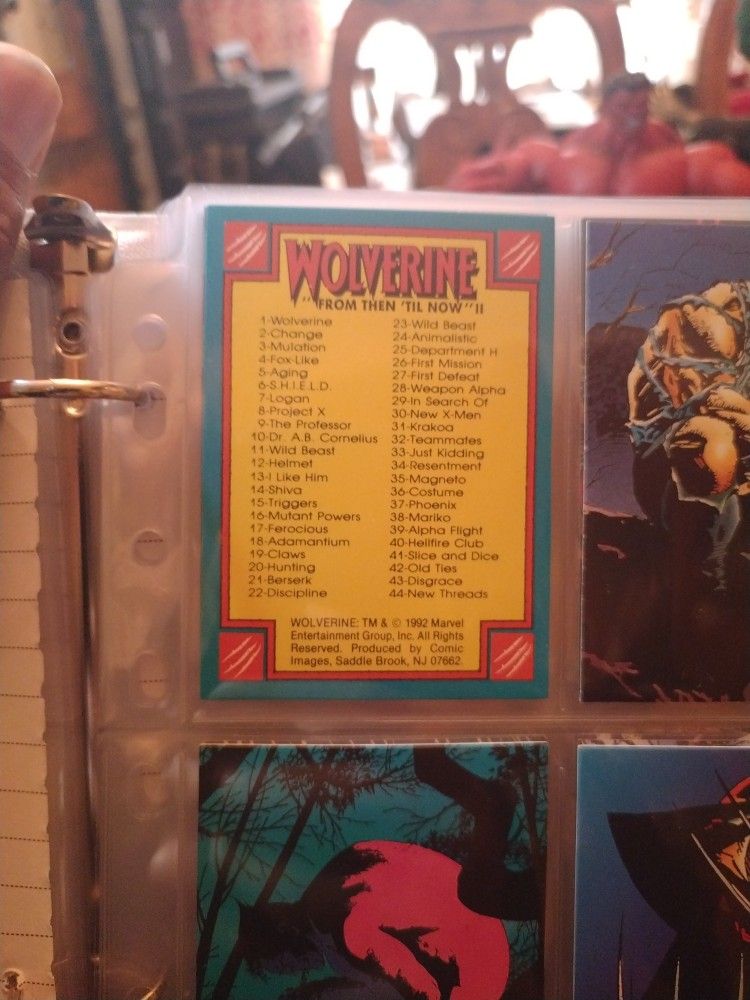 WOLVERINE
"FROM THEN 'TIL NOW" II
1-Wolverine
2-Change
3-Mutation
4-Fox-Like
5-Aging
6-S.H.I.E.L.D.
7-Logan
8-Project X
9-The Professor
10-Dr. A.B. Cornelius
11-Wild Beast
12-Helmet
13-I Like Him
14-Shiva
15-Triggers
16-Mutant Powers
17-Ferocious
18-Adamantium
19-Claws
20-Hunting
21-Berserk
22-Discipline
23-Wild Beast
24-Animalistic
25-Department H
26-First Mission
27-First Defeat
28-Weapon Alpha
29-In Search Of
30-New X-Men
31-Krakoa
32-Teammates
33-Just Kidding
34-Resentment
35-Magneto
36-Costume
37-Phoenix
38-Mariko
39-Alpha Flight
40-Hellfire Club
41-Slice and Dice
42-Old Ties
43-Disgrace
44-New Threads
WOLVERINE: TM & © 1992 Marvel
Entertainment Group, Inc. All Rights
Reserved. Produced by Comic
Images, Saddle Brook, NJ 07662